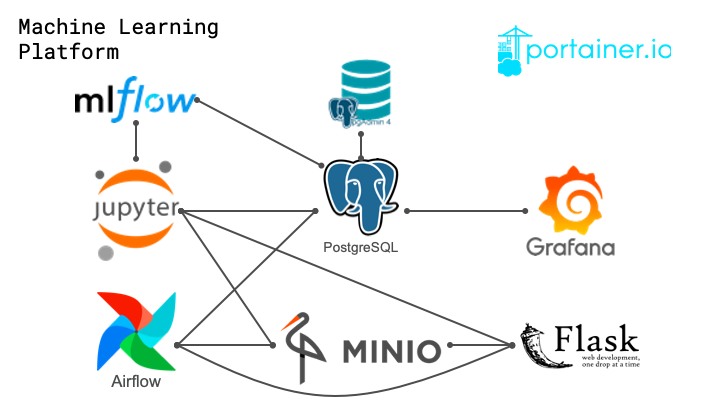 Machine Learning
Platform
portainer.io
mlflow
pgAdmin 4
jupyter
PostgreSQL
Grafana
Airflow
MINIO
Flask
web development,
one drop at a time